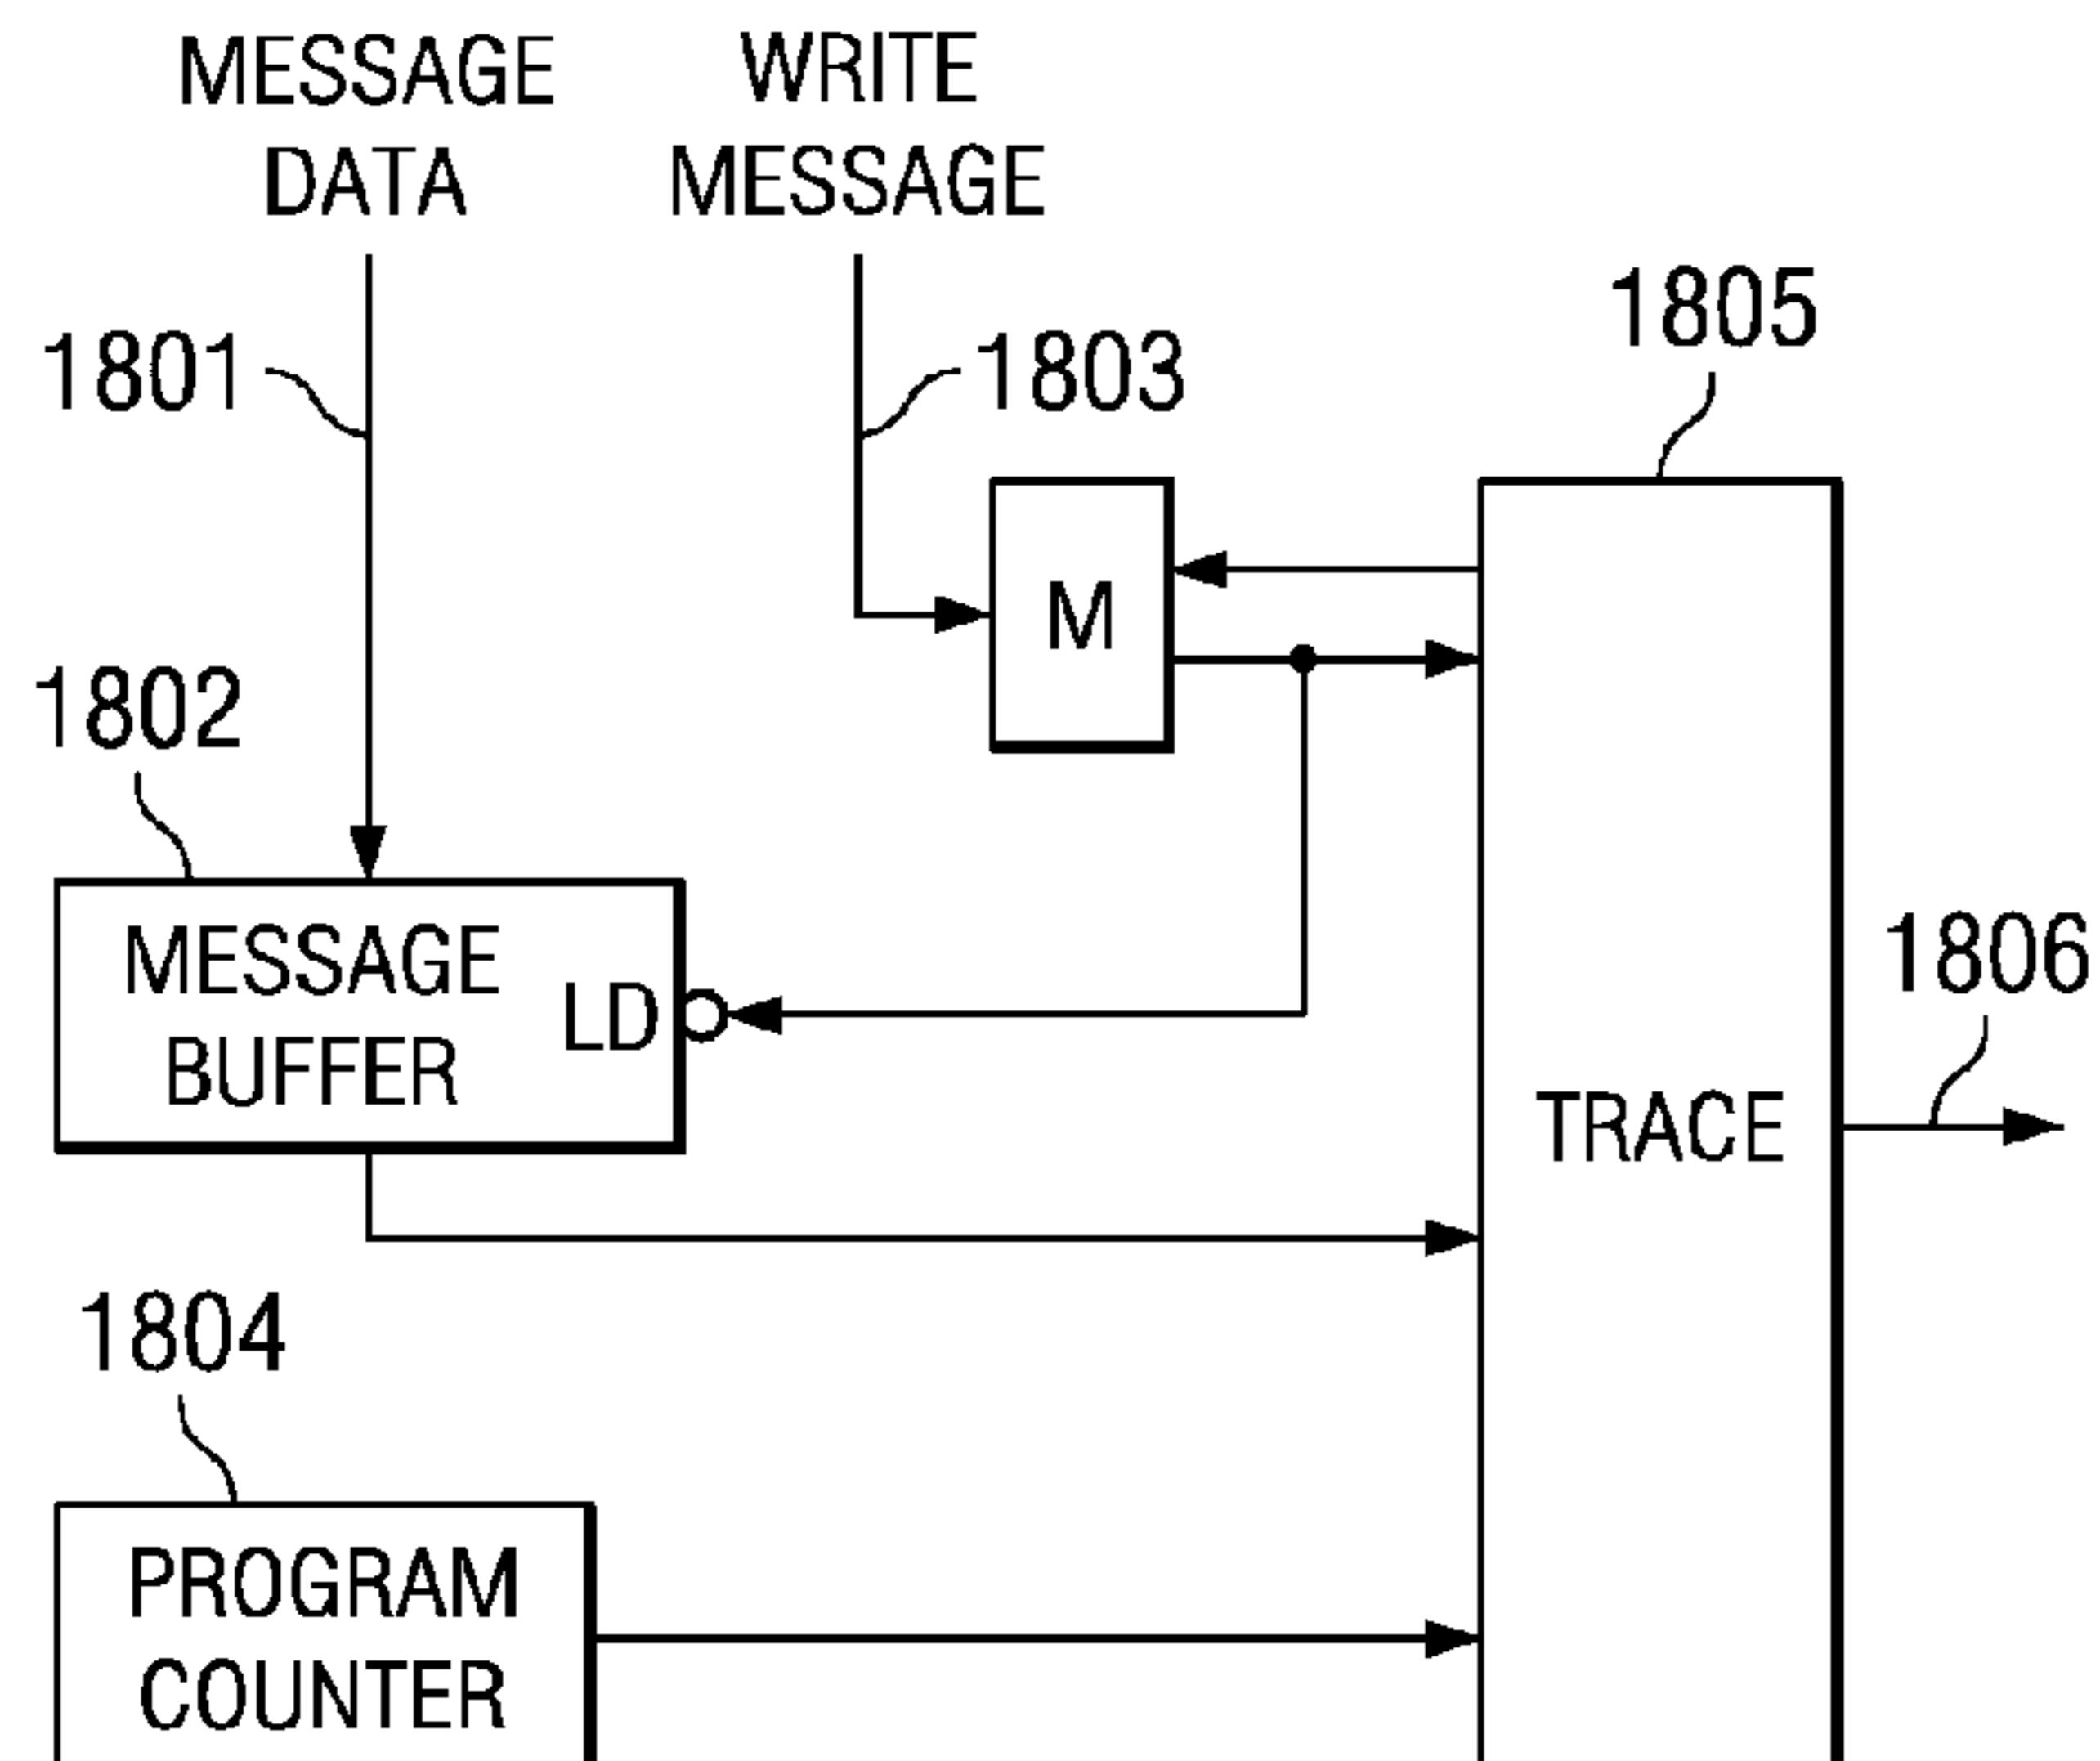 MESSAGE
DATA
WRITE
MESSAGE
1801
1803
1805
M
1802
MESSAGE
BUFFER
LD
1806
TRACE
1804
PROGRAM
COUNTER